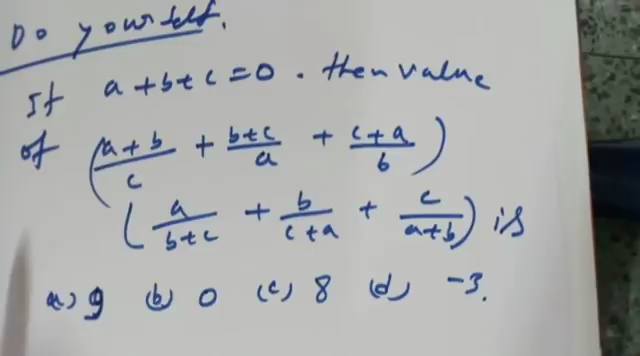 Do yourself.
If a+b+c=0. then value
of (a+b/c + b+c/a + c+a/b)
(a/b+c + b/c+a + c/a+b) is
a) 9 (b) 0 (c) 8 (d) -3.